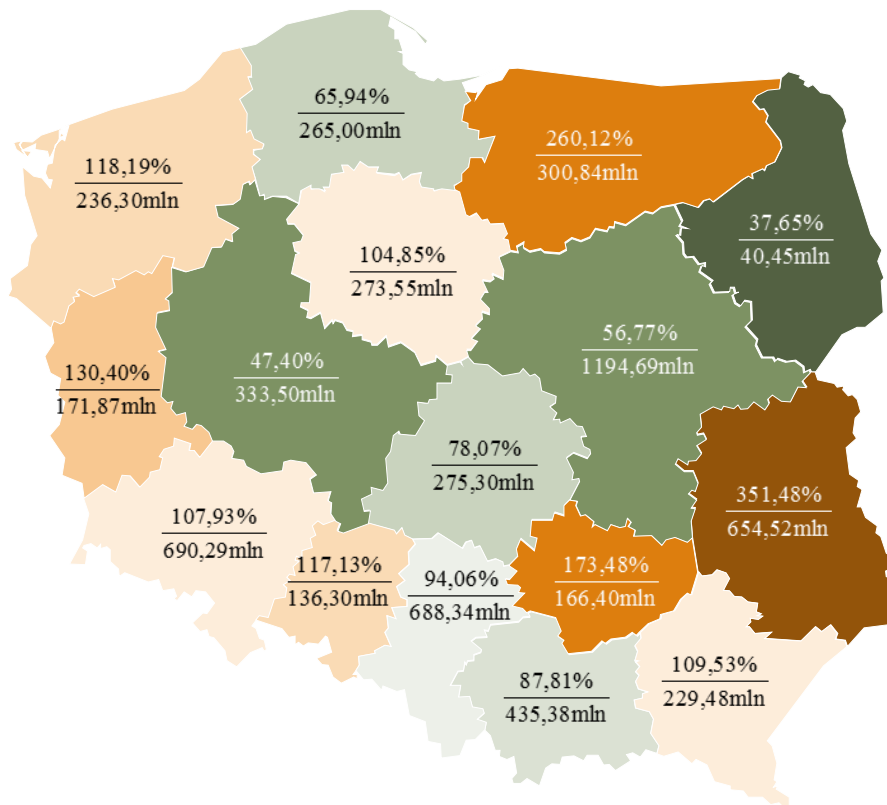 65,94%
265,00mln
260,12%
300,84mln
118,19%
236,30mln
37,65%
40,45mln
104,85%
273,55mln
56,77%
1194,69mln
47,40%
333,50mln
130,40%
171,87mln
78,07%
275,30mln
351,48%
654,52mln
107,93%
690,29mln
117,13%
136,30mln
94,06%
688,34mln
173,48%
166,40mln
109,53%
229,48mln
87,81%
435,38mln